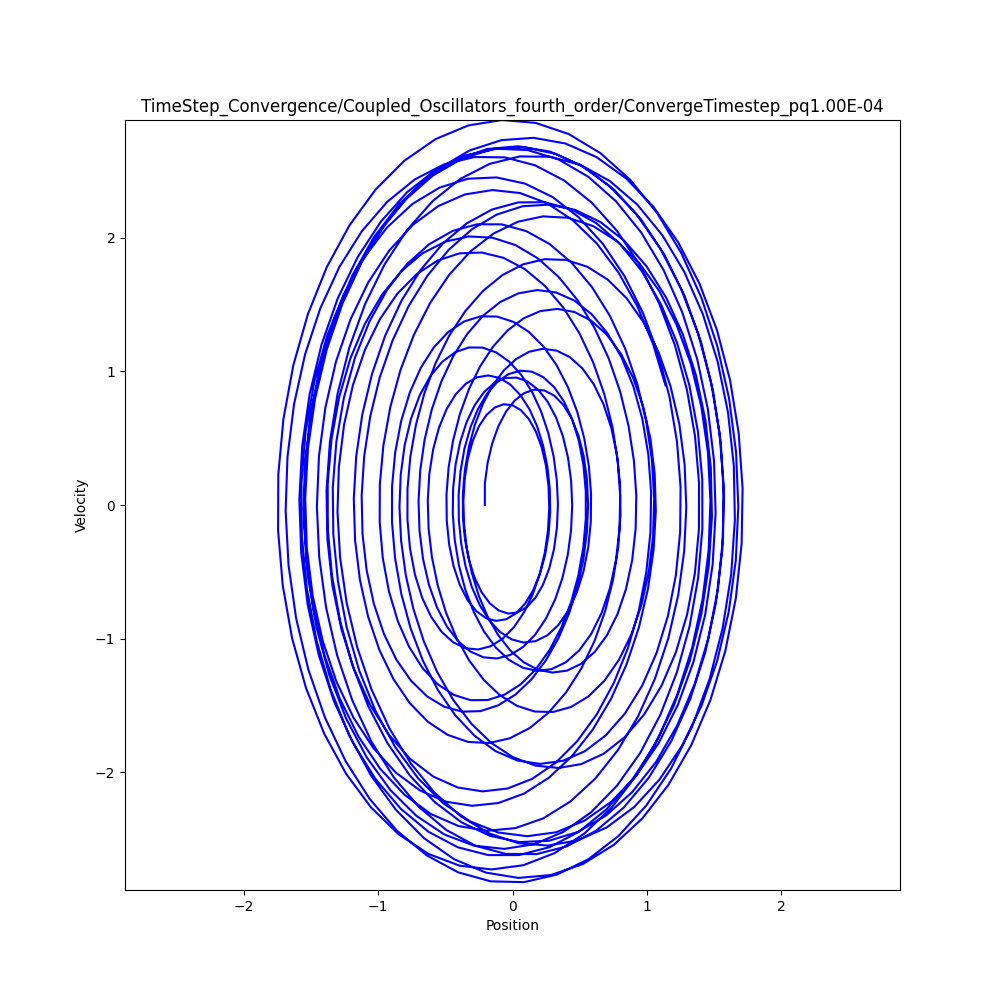 TimeStep_Convergence/Coupled_Oscillators_fourth_order/ConvergeTimestep_pq1.00E-04
2
1
0
−1
−2
Velocity
−2 −1 0 1 2
Position